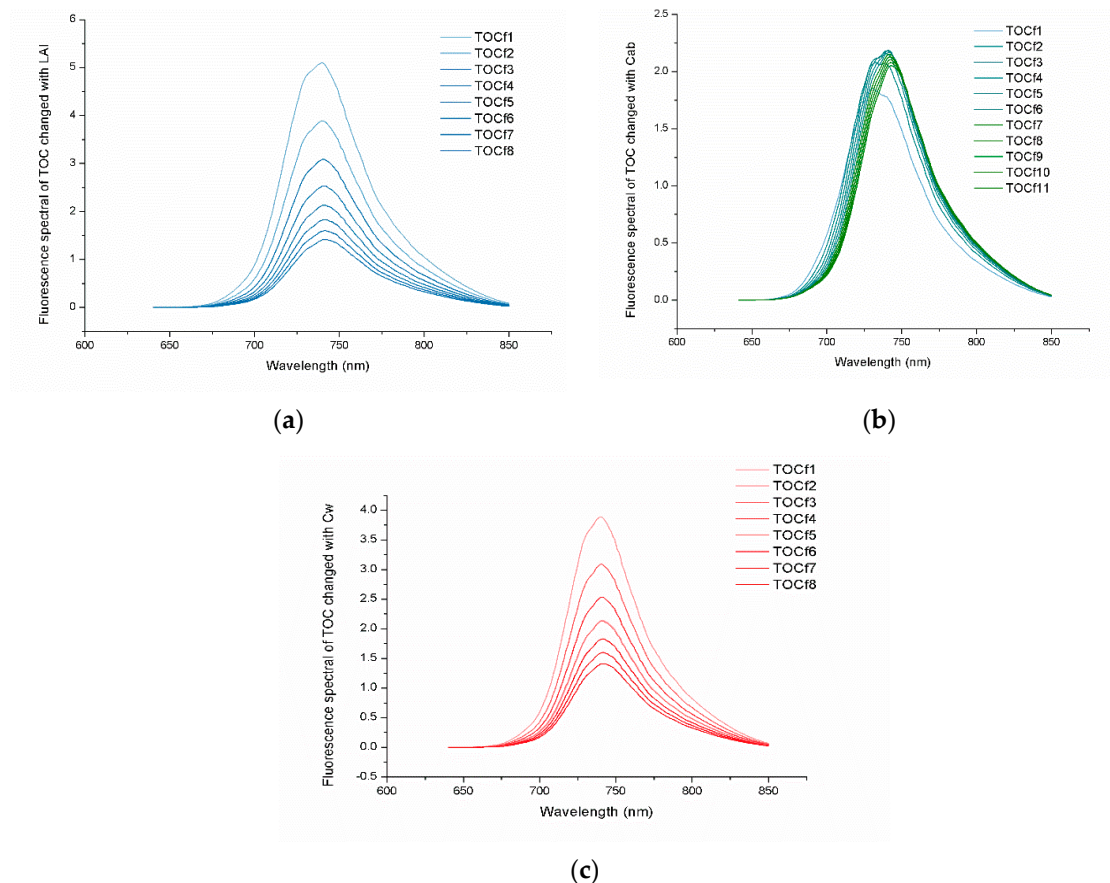 Fluorescence spectral of TOC changed with LAI
6
5
4
3
2
1
0
600 650 700 750 800 850
Wavelength (nm)
TOCf1
TOCf2
TOCf3
TOCf4
TOCf5
TOCf6
TOCf7
TOCf8
(a)
Fluorescence spectral of TOC changed with Cab
2.5
2.0
1.5
1.0
0.5
0.0
600 650 700 750 800 850
Wavelength (nm)
TOCf1
TOCf2
TOCf3
TOCf4
TOCf5
TOCf6
TOCf7
TOCf8
TOCf9
TOCf10
TOCf11
(b)
Fluorescence spectral of TOC changed with Cw
4.0
3.5
3.0
2.5
2.0
1.5
1.0
0.5
0.0
-0.5
600 650 700 750 800 850
Wavelength (nm)
TOCf1
TOCf2
TOCf3
TOCf4
TOCf5
TOCf6
TOCf7
TOCf8
(c)